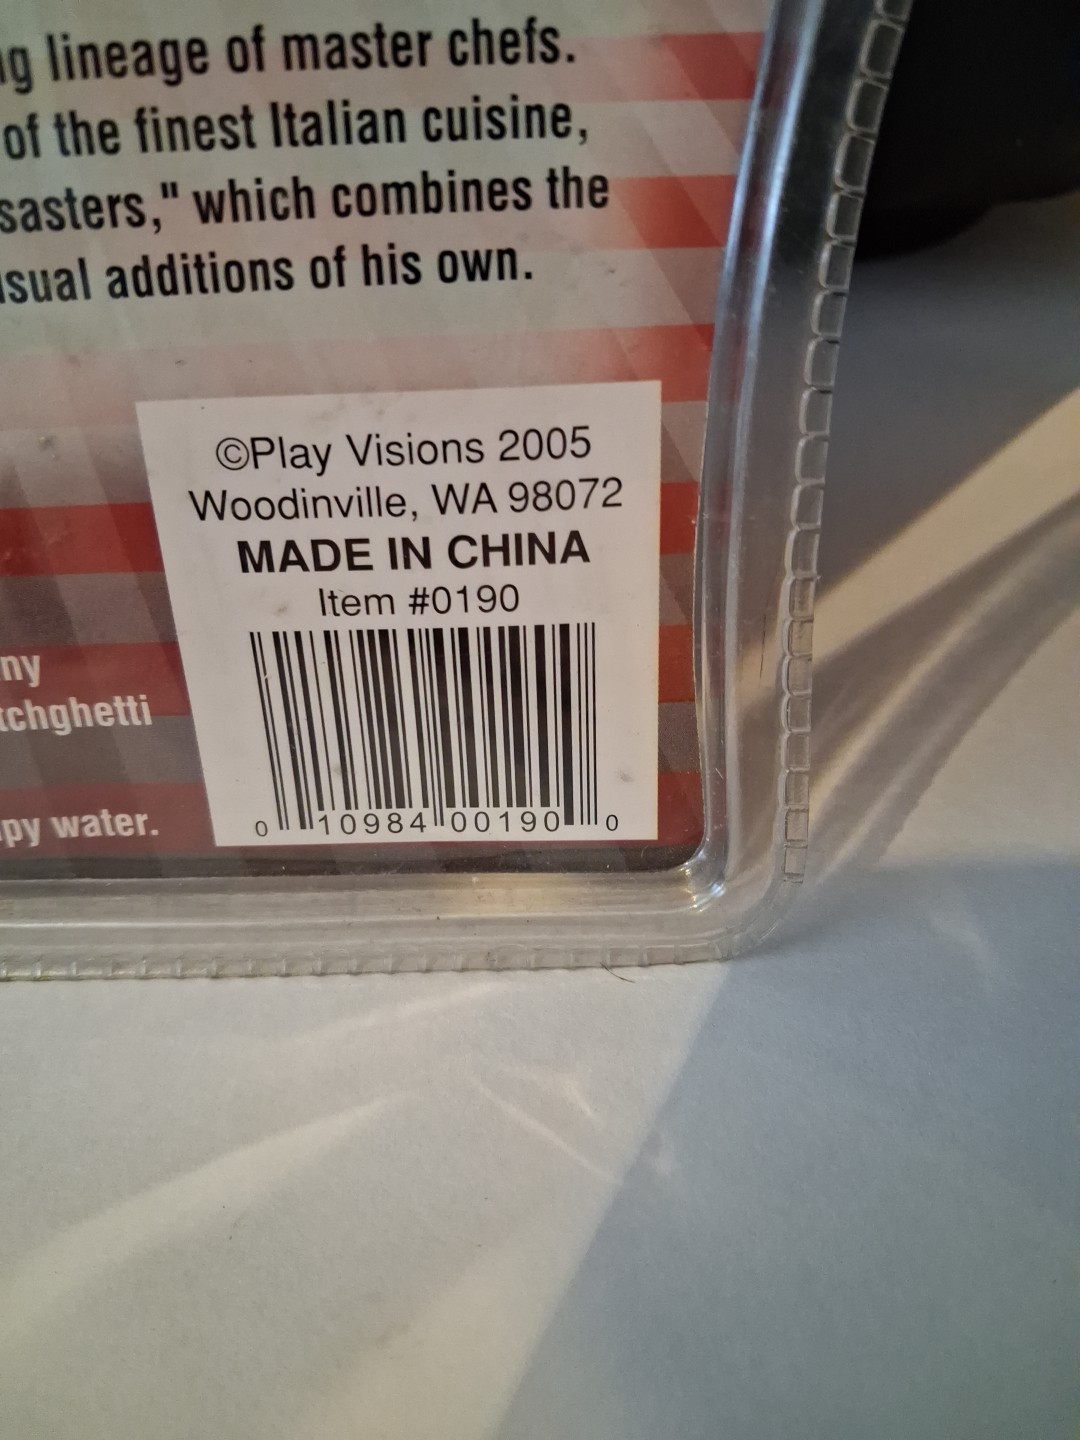 lineage of master chefs.
of the finest Italian cuisine,
sasters," which combines the
sual additions of his own.
©Play Visions 2005
Woodinville, WA 98072
MADE IN CHINA
Item #0190
ny
tchghetti
py water.
0 10984 00190 0